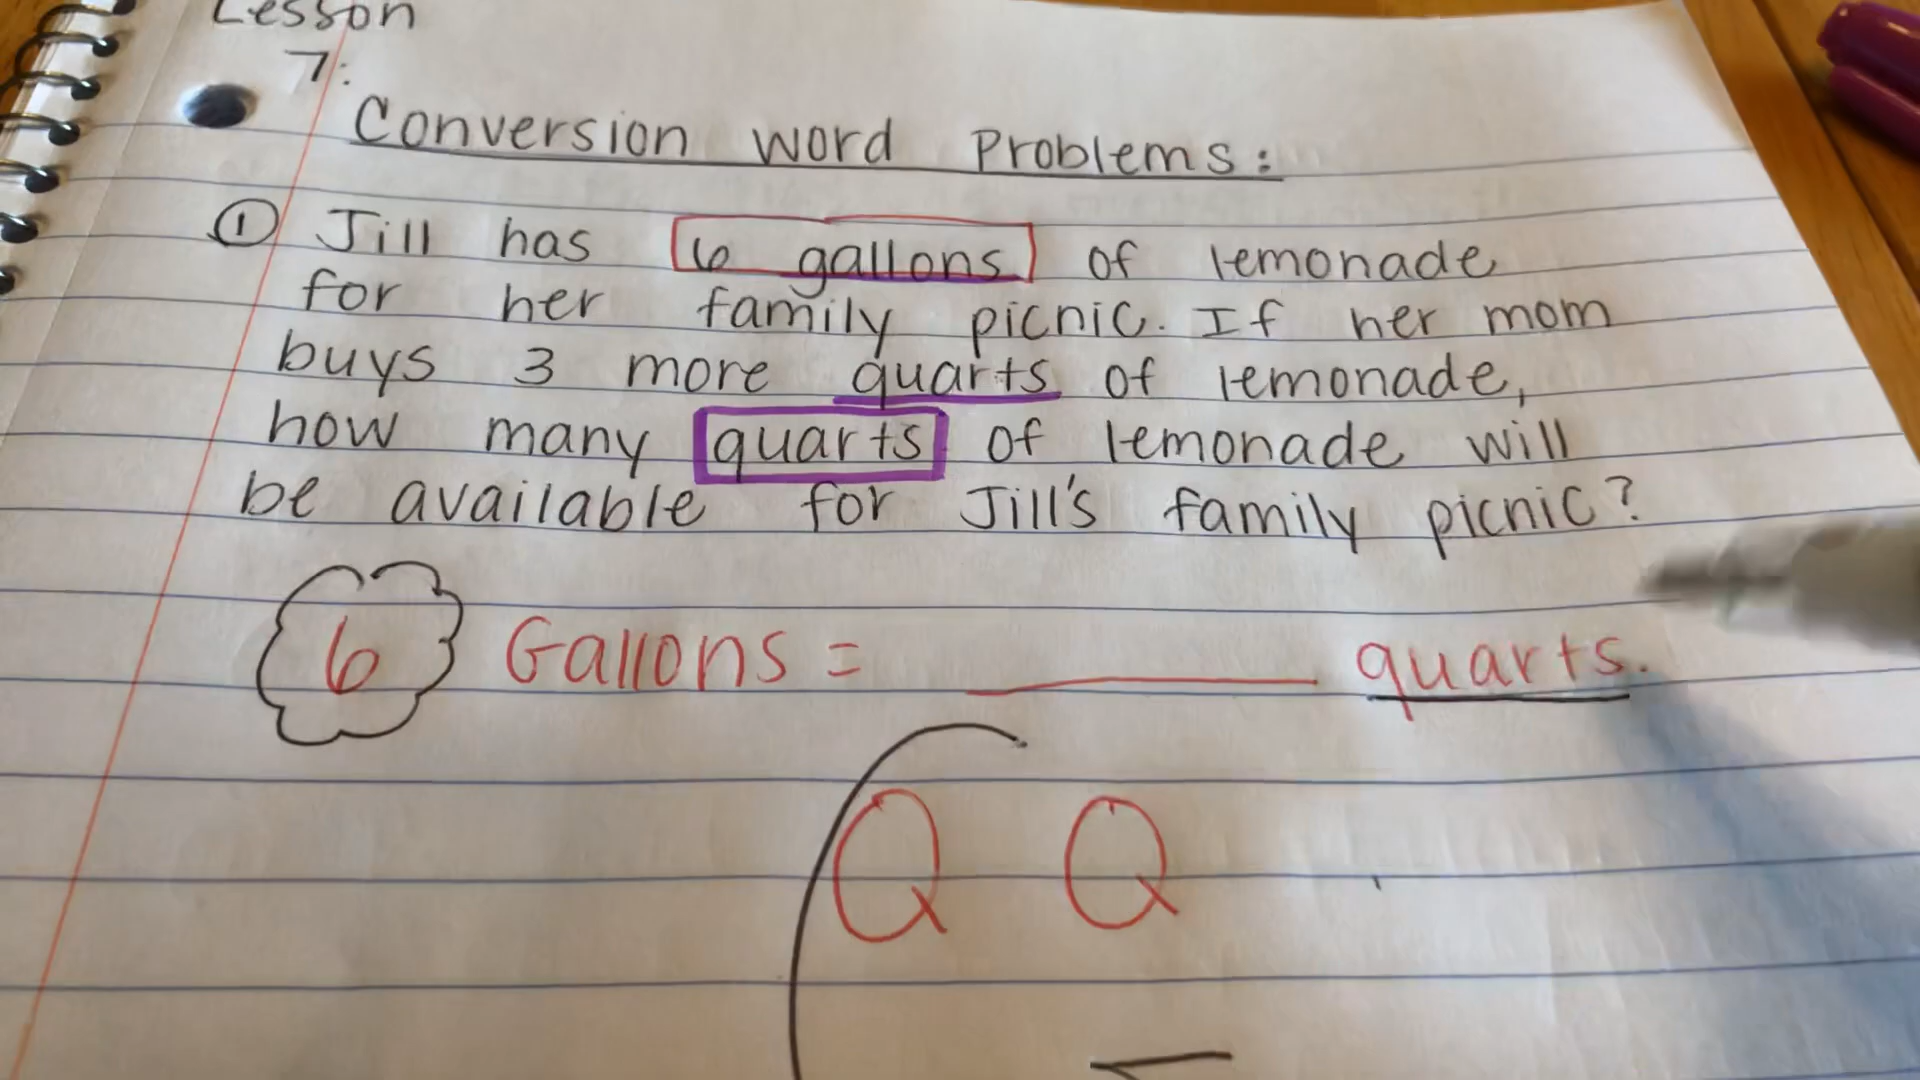 Lesson
7:
Conversion word Problems:
① Jill has 6 gallons of lemonade
for her family picnic. If her mom
buys 3 more quarts of lemonade,
how many quarts of lemonade will
be available for Jill's family picnic?
6 Gallons = ________ quarts.
Q Q